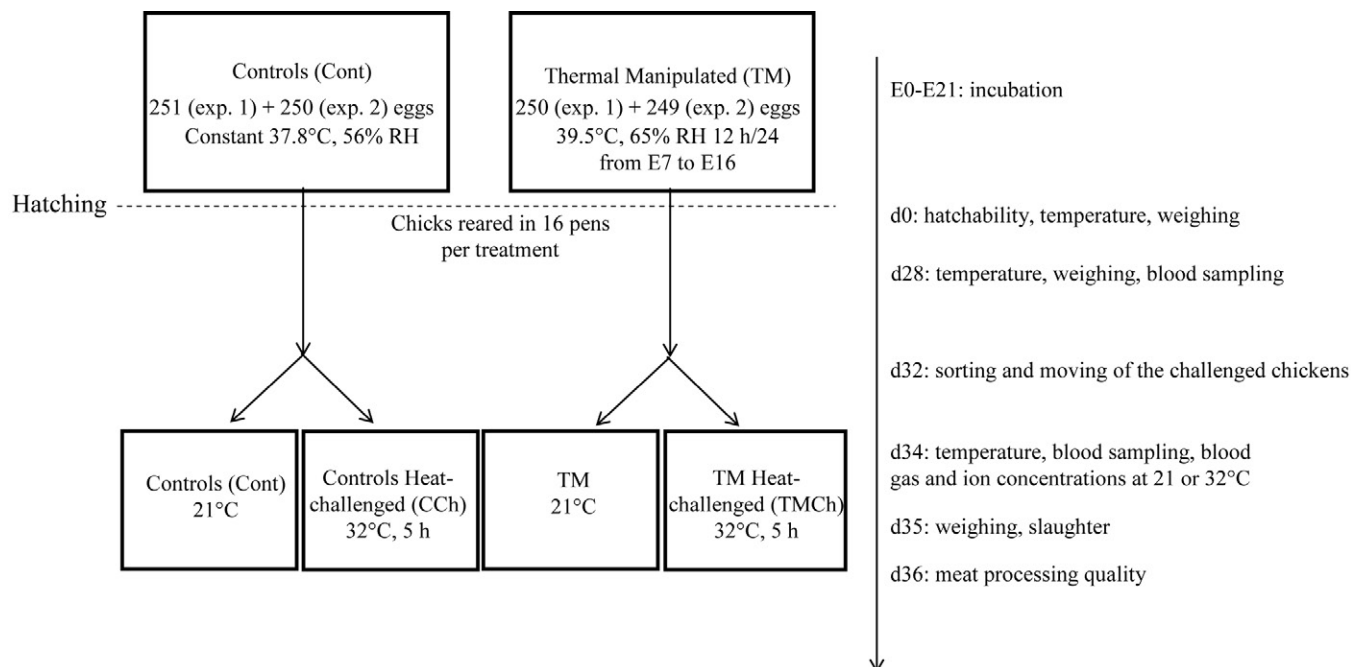 Controls (Cont)
251 (exp. 1) + 250 (exp. 2) eggs
Constant 37.8°C, 56% RH
Thermal Manipulated (TM)
250 (exp. 1) + 249 (exp. 2) eggs
39.5°C, 65% RH 12 h/24
from E7 to E16
E0-E21: incubation
Hatching
Chicks reared in 16 pens
per treatment
d0: hatchability, temperature, weighing
d28: temperature, weighing, blood sampling
d32: sorting and moving of the challenged chickens
Controls (Cont)
21°C
Controls Heat-
challenged (CCh)
32°C, 5 h
TM
21°C
TM Heat-
challenged (TMCh)
32°C, 5 h
d34: temperature, blood sampling, blood
gas and ion concentrations at 21 or 32°C
d35: weighing, slaughter
d36: meat processing quality